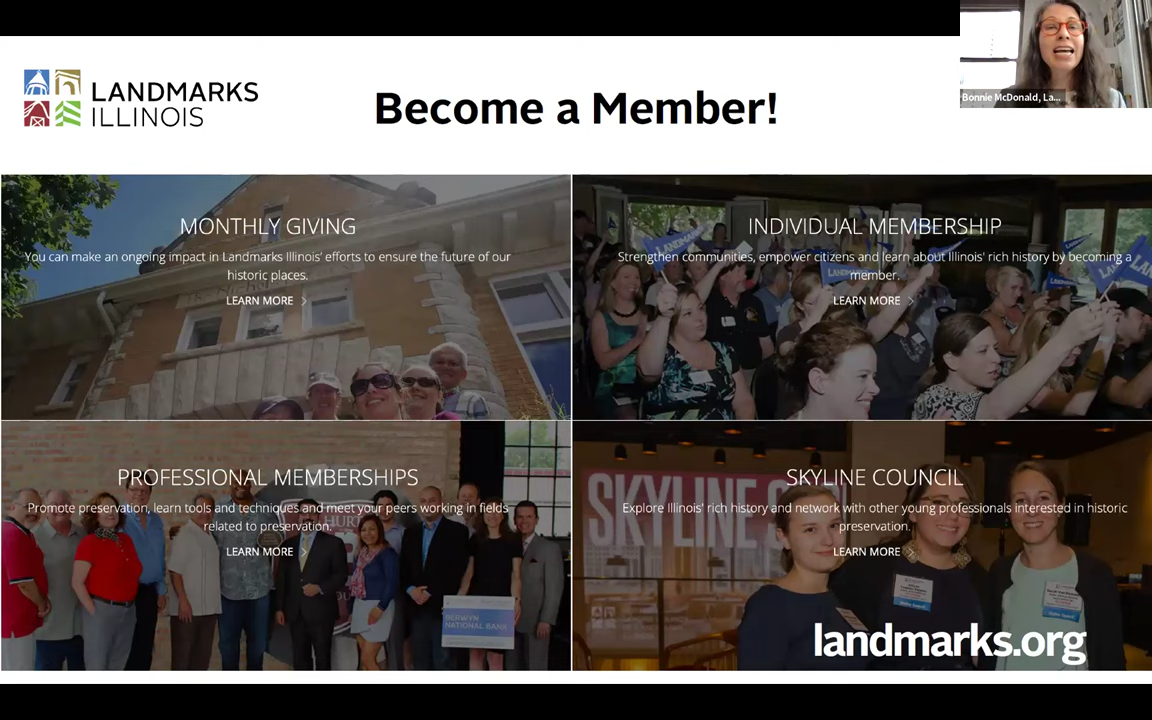 LANDMARKS
ILLINOIS
Become a Member!
Bonnie McDonald, La...
MONTHLY GIVING
You can make an ongoing impact in Landmarks Illinois' efforts to ensure the future of our
historic places.
LEARN MORE
INDIVIDUAL MEMBERSHIP
Strengthen communities, empower citizens and learn about Illinois' rich history by becoming a
member.
LEARN MORE
PROFESSIONAL MEMBERSHIPS
Promote preservation, learn tools and techniques and meet your peers working in fields
related to preservation.
LEARN MORE
BERWYN
NATIONAL BANK
SKYLINE COUNCIL
Explore Illinois' rich history and network with other young professionals interested in historic
preservation.
LEARN MORE
SKYLINE
landmarks.org